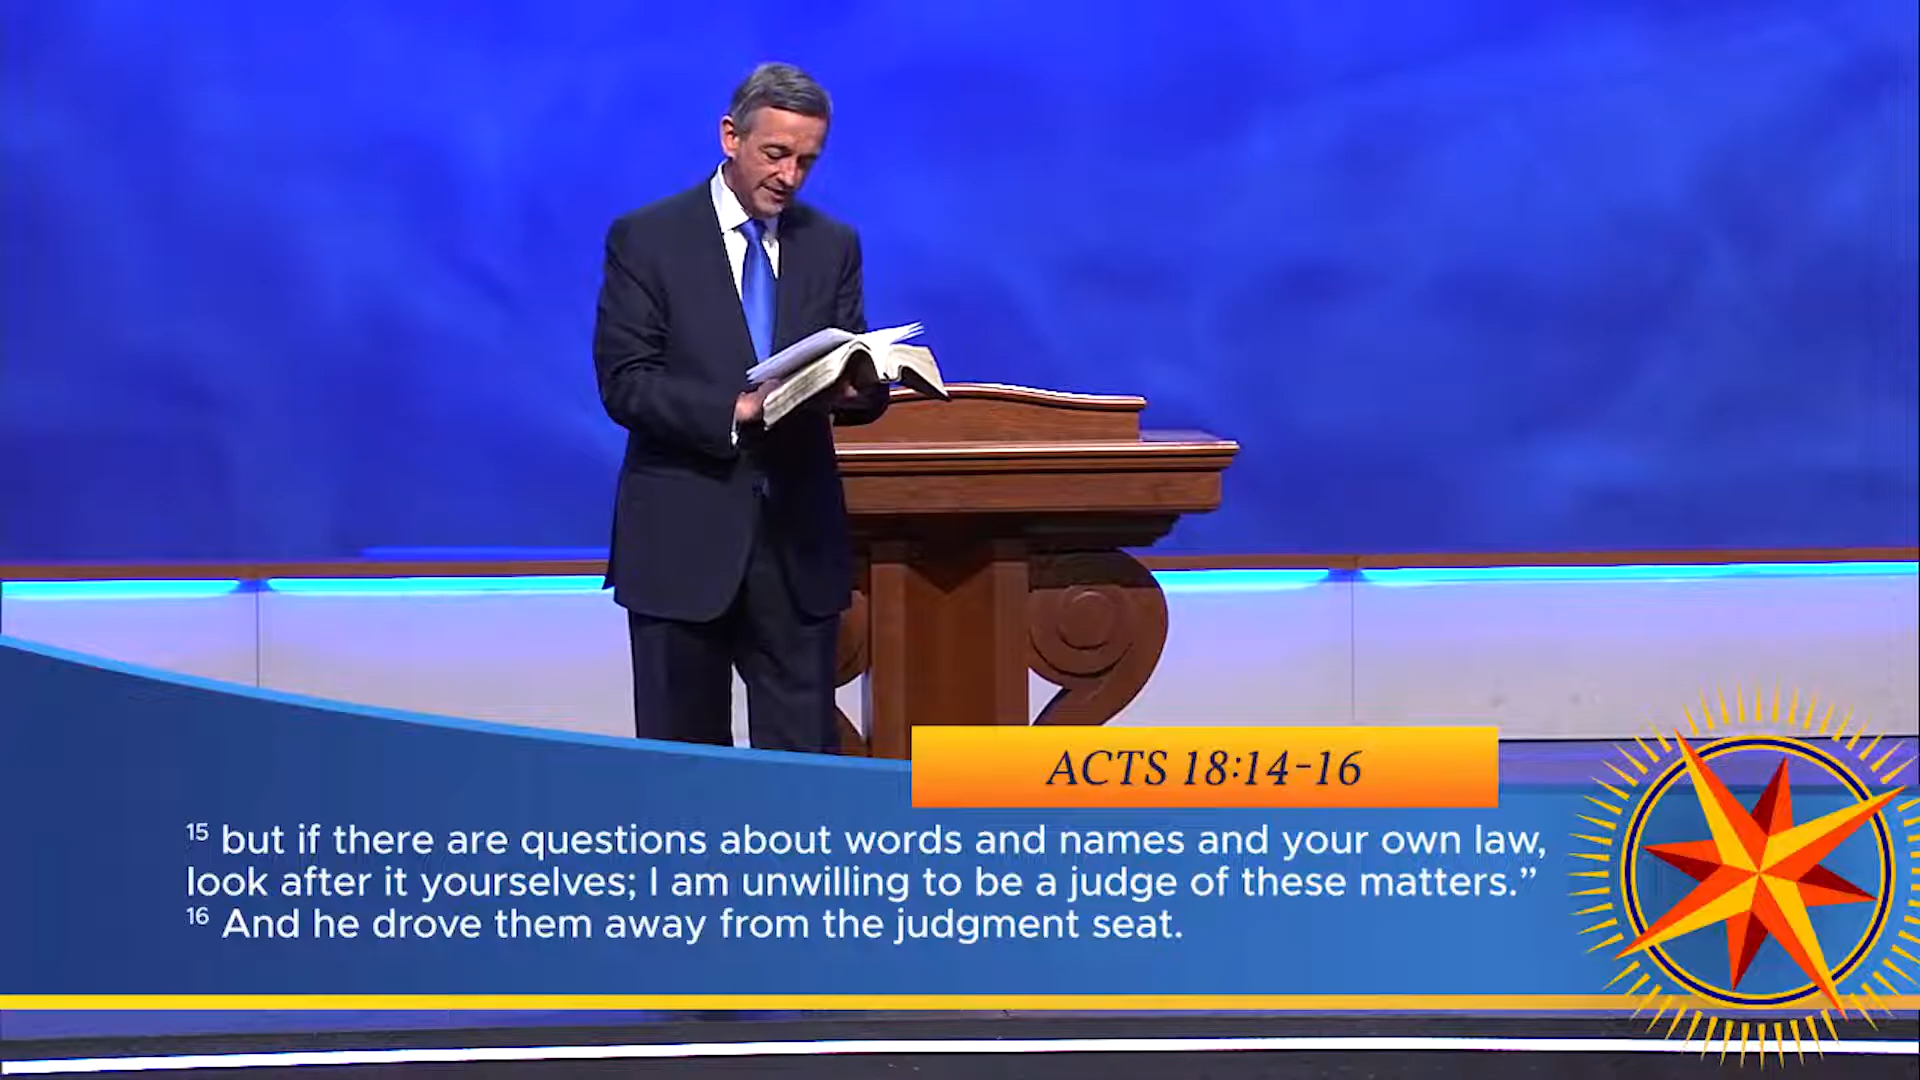 ACTS 18:14-16
15 but if there are questions about words and names and your own law,
look after it yourselves; I am unwilling to be a judge of these matters.”
16 And he drove them away from the judgment seat.